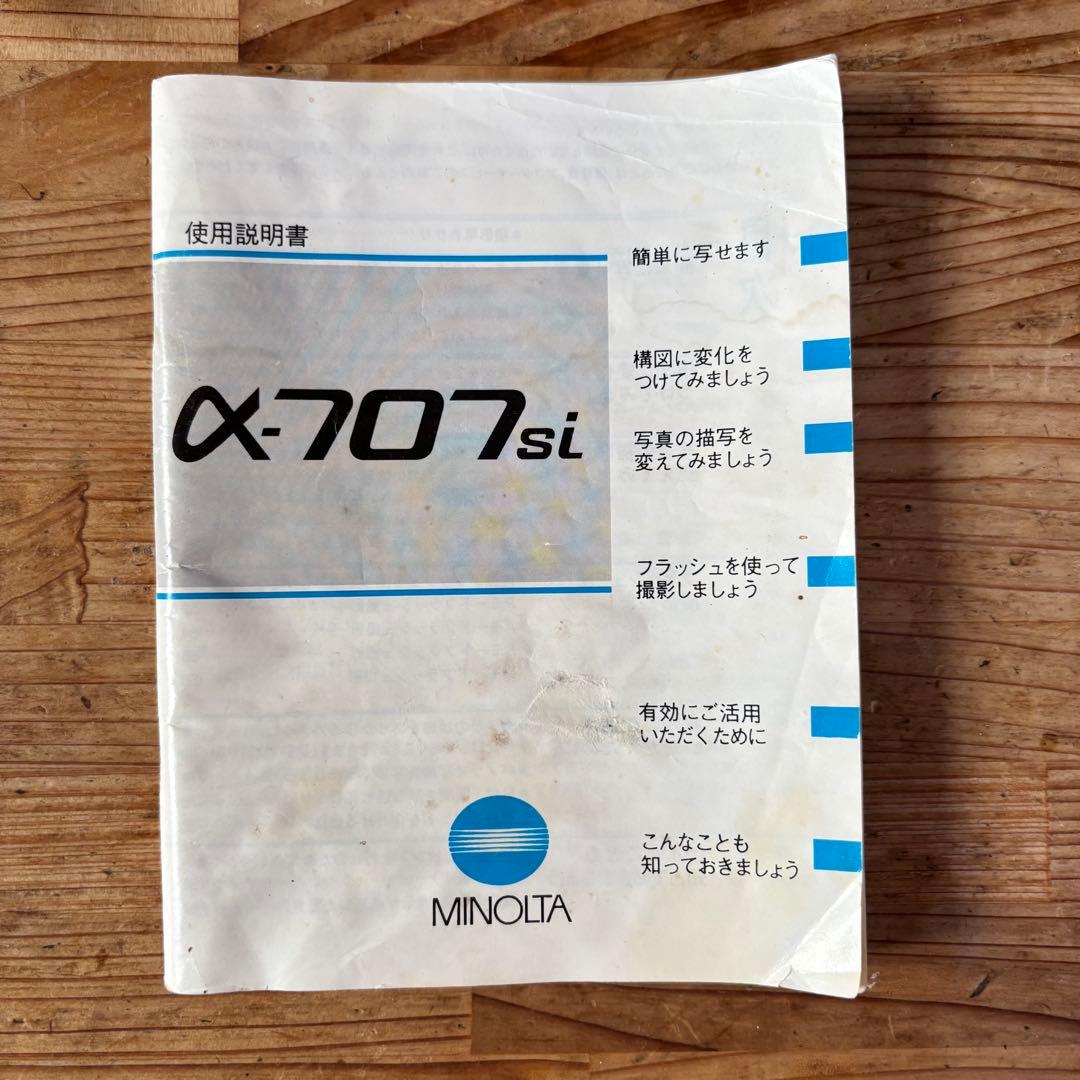 使用説明書
α-707si
簡単に写せます
構図に変化を
つけてみましょう
写真の描写を
変えてみましょう
フラッシュを使って
撮影しましょう
有効にご活用
いただくために
こんなことも
知っておきましょう
MINOLTA